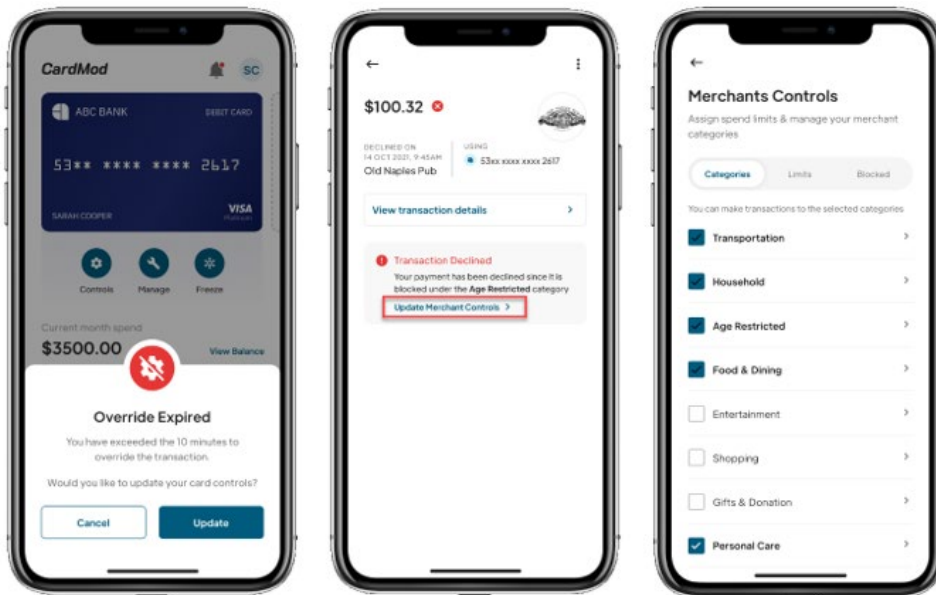 CardMod
SC
ABC BANK
DEBIT CARD
53** **** **** 2617
SARAH COOPER
VISA
Platinum
Controls
Manage
Freeze
Current month spend
$3500.00
View Balance
Override Expired
You have exceeded the 10 minutes to
override the transaction.
Would you like to update your card controls?
Cancel
Update
$100.32
DECLINED ON
14 OCT 2021, 9:45AM
Old Naples Pub
USING
53xx xxxx xxxx 2617
View transaction details
Transaction Declined
Your payment has been declined since it is
blocked under the Age Restricted category
Update Merchant Controls
Merchants Controls
Assign spend limits & manage your merchant
categories
Categories
Limits
Blocked
You can make transactions to the selected categories
Transportation
Household
Age Restricted
Food & Dining
Entertainment
Shopping
Gifts & Donation
Personal Care